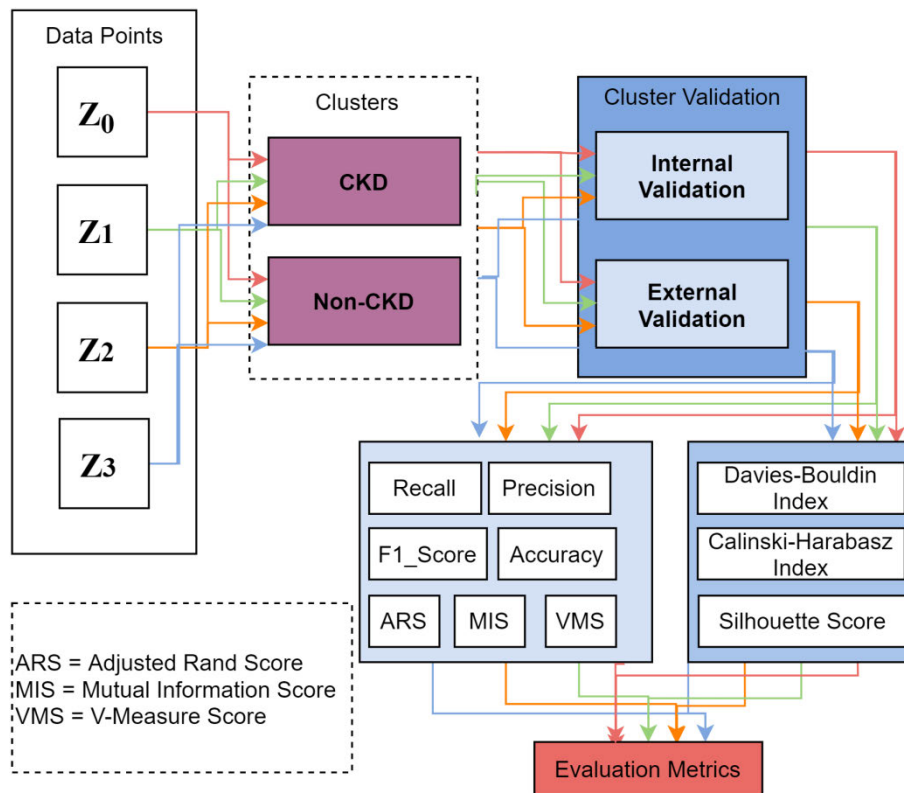 Data Points
Z0
Z1
Z2
Z3
Clusters
CKD
Non-CKD
Cluster Validation
Internal
Validation
External
Validation
Recall
Precision
F1_Score
Accuracy
ARS
MIS
VMS
Davies-Bouldin
Index
Calinski-Harabasz
Index
Silhouette Score
ARS = Adjusted Rand Score
MIS = Mutual Information Score
VMS = V-Measure Score
Evaluation Metrics